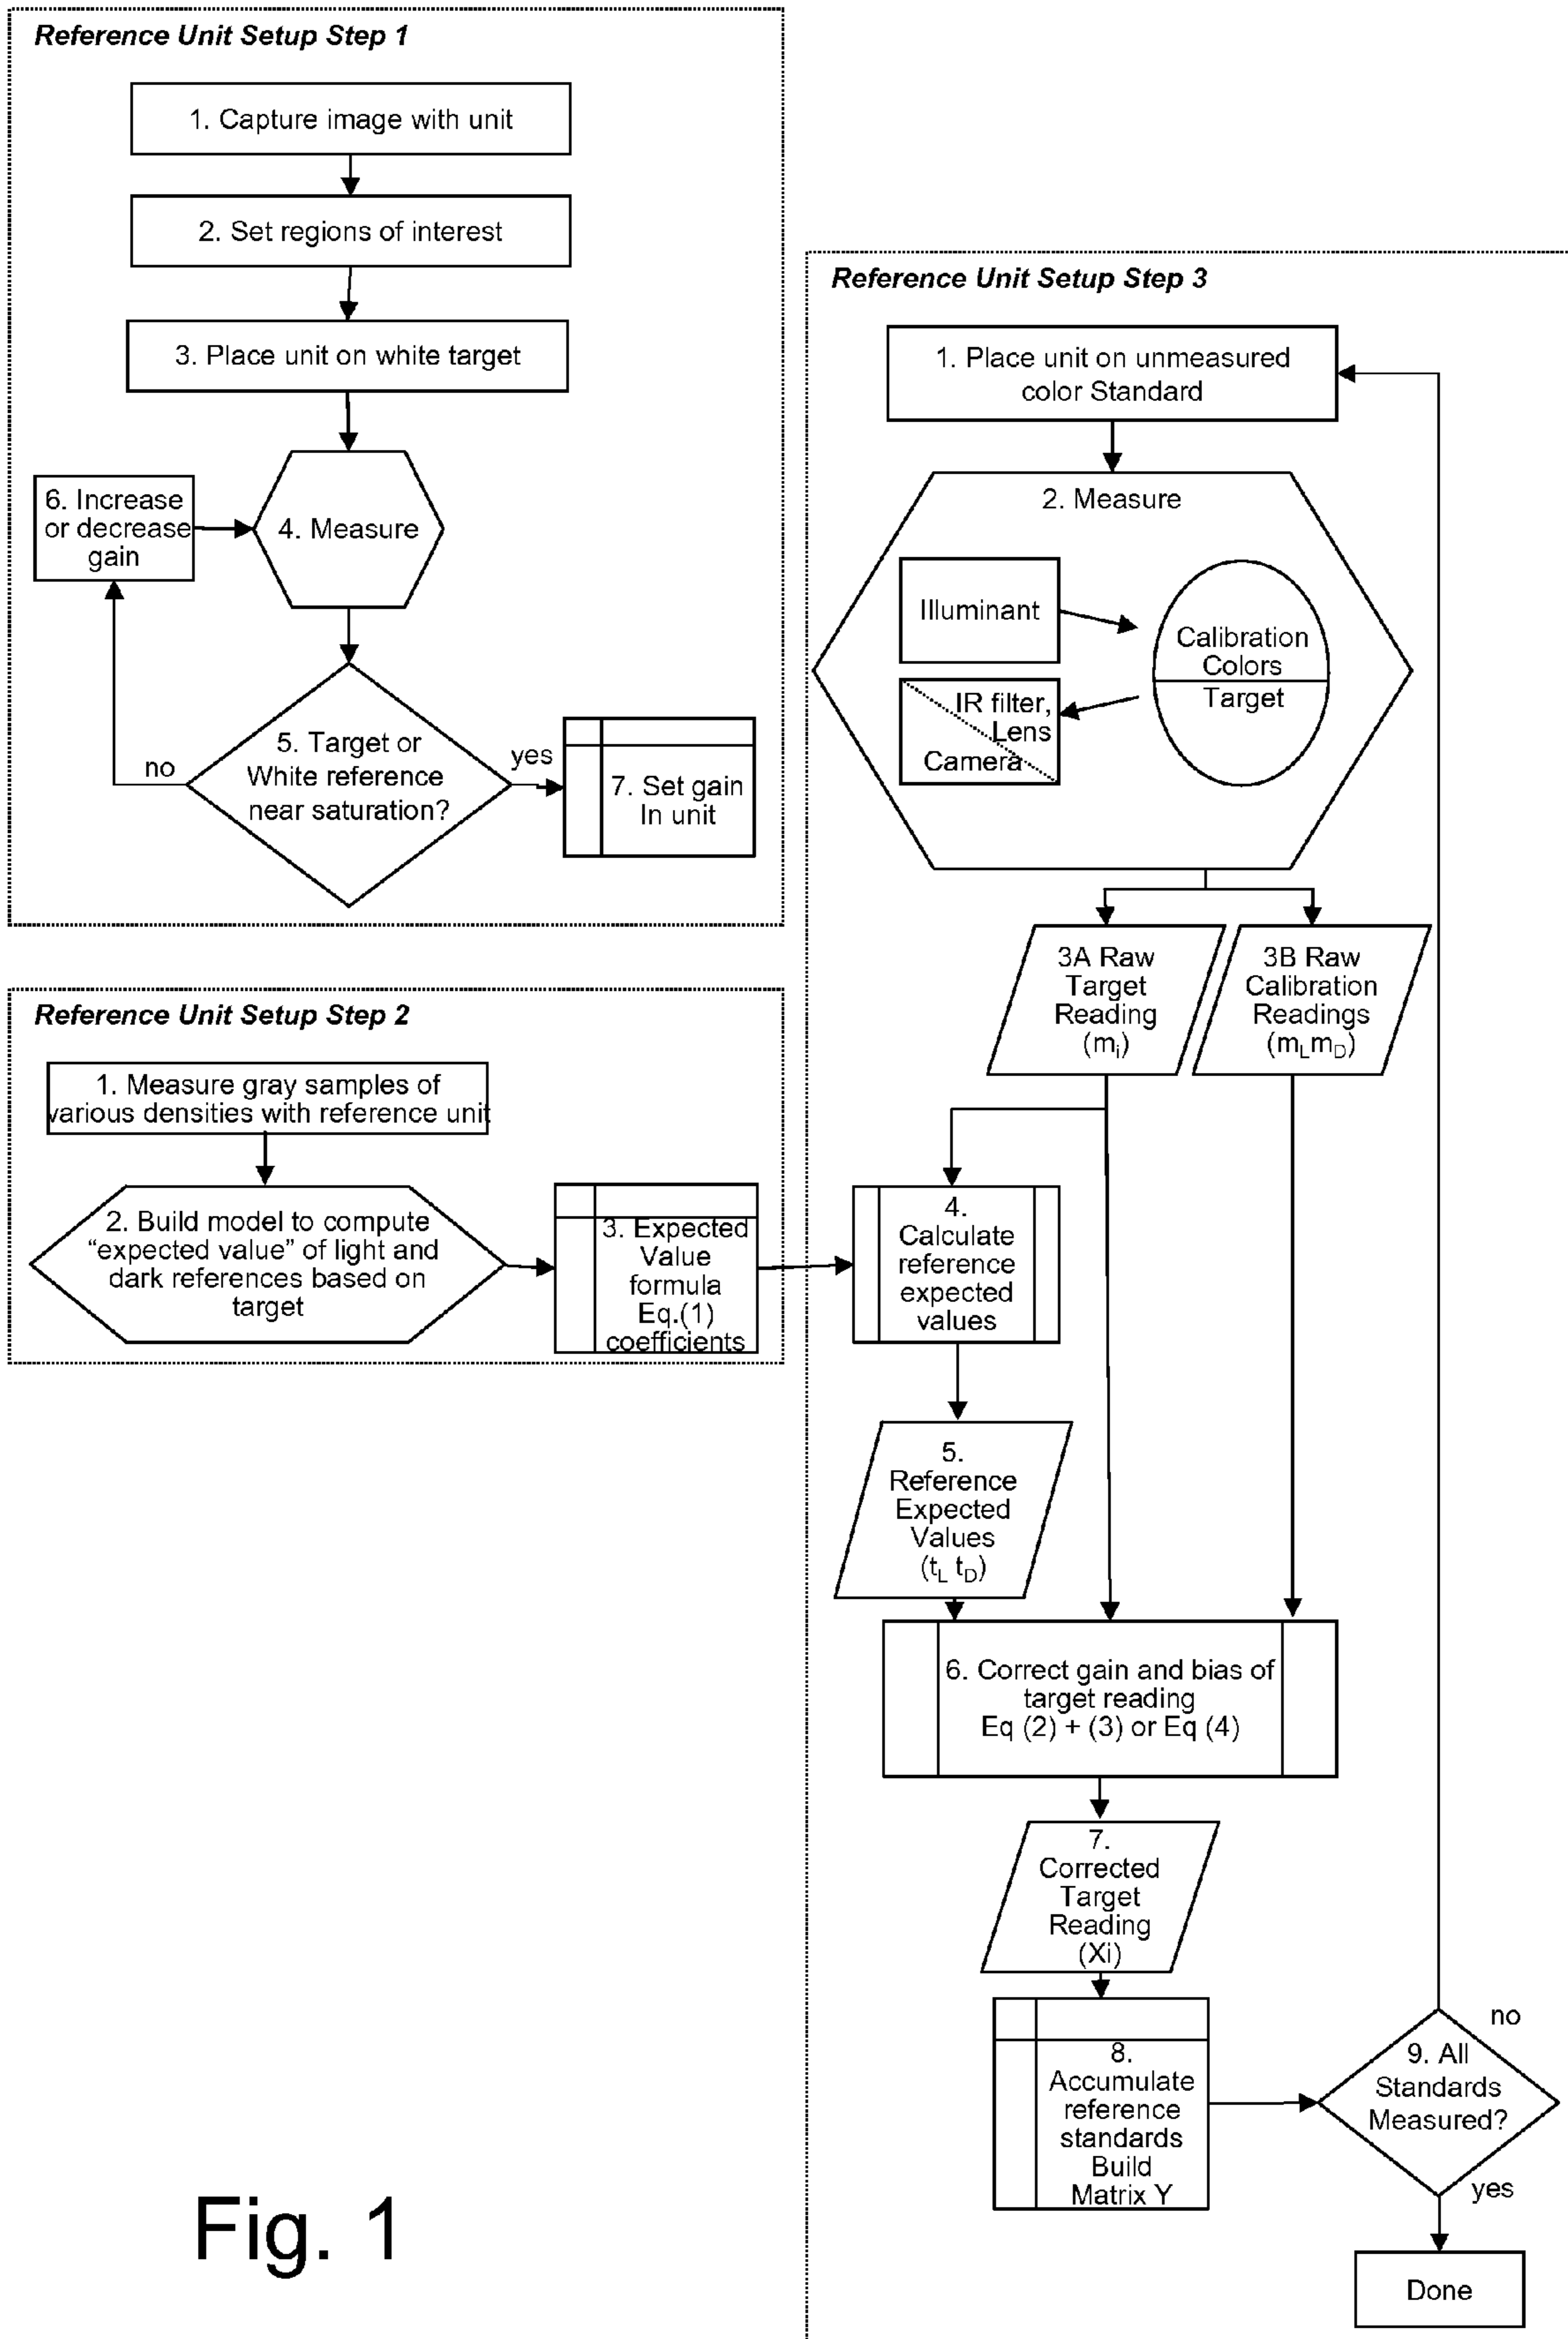 Reference Unit Setup Step 1
1. Capture image with unit
2. Set regions of interest
3. Place unit on white target
6. Increase
or decrease
gain
4. Measure
5. Target or
White reference
near saturation?
no
yes
7. Set gain
In unit
Reference Unit Setup Step 2
1. Measure gray samples of
various densities with reference unit
2. Build model to compute
“expected value” of light and
dark references based on
target
3. Expected
Value
formula
Eq.(1)
coefficients
Reference Unit Setup Step 3
1. Place unit on unmeasured
color Standard
2. Measure
Illuminant
Calibration
Colors
Target
IR filter,
Lens
Camera
3A Raw
Target
Reading
(mi)
3B Raw
Calibration
Readings
(mLmD)
4.
Calculate
reference
expected
values
5.
Reference
Expected
Values
(tL tD)
6. Correct gain and bias of
target reading
Eq (2) + (3) or Eq (4)
7.
Corrected
Target
Reading
(Xi)
8.
Accumulate
reference
standards
Build
Matrix Y
9. All
Standards
Measured?
no
yes
Done
Fig. 1